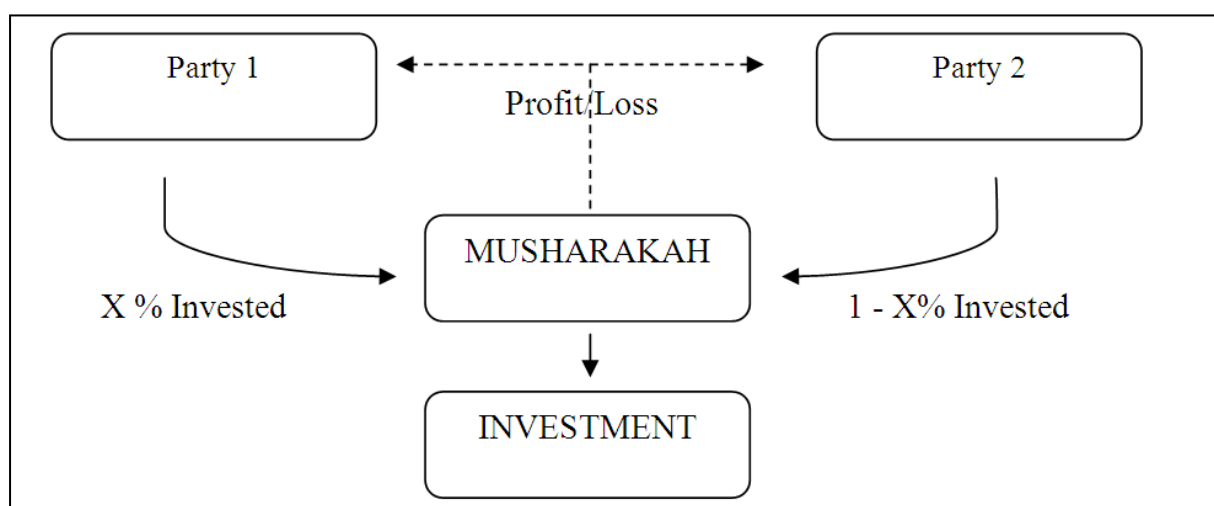 Party 1
Party 2
Profit/Loss
MUSHARAKAH
X % Invested
1 - X% Invested
INVESTMENT